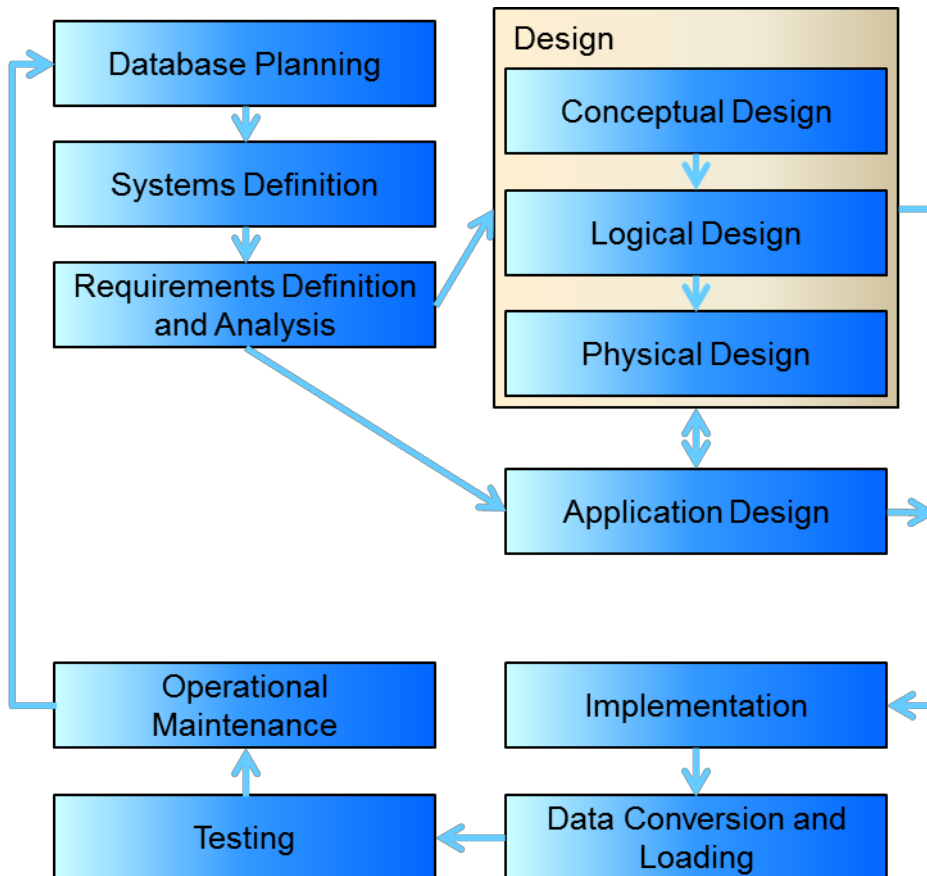 Database Planning
Systems Definition
Requirements Definition
and Analysis
Design
Conceptual Design
Logical Design
Physical Design
Application Design
Operational
Maintenance
Implementation
Testing
Data Conversion and
Loading